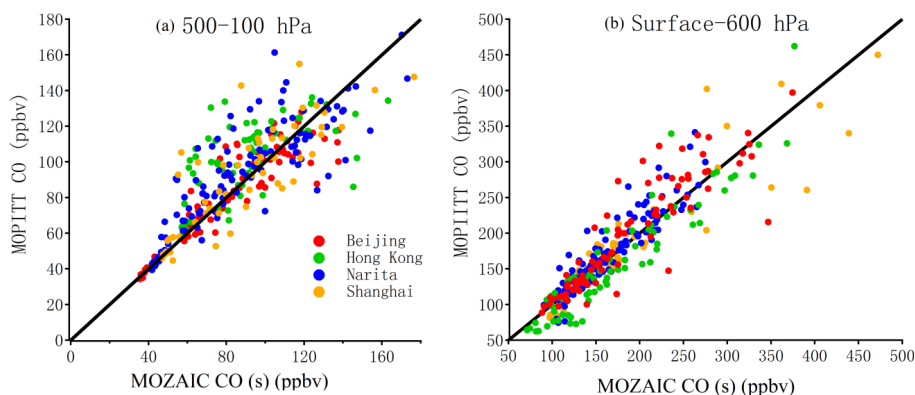 (a) 500-100 hPa
MOPITT CO (ppbv)
180
160
140
120
100
80
60
40
20
0
0 40 80 120 160
MOZAIC CO (s) (ppbv)
Beijing
Hong Kong
Narita
Shanghai
(b) Surface-600 hPa
MOPIITT CO (ppbv)
500
450
400
350
300
250
200
150
100
50
50 100 150 200 250 300 350 400 450 500
MOZAIC CO (s) (ppbv)